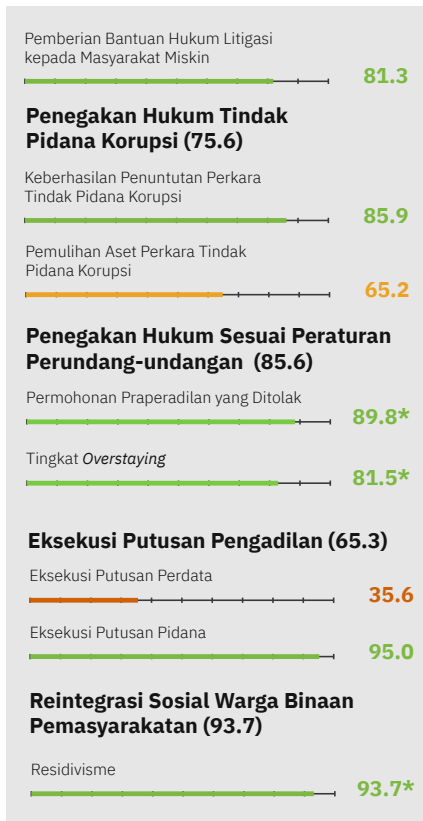 Pemberian Bantuan Hukum Litigasi
kepada Masyarakat Miskin
81.3
Penegakan Hukum Tindak
Pidana Korupsi (75.6)
Keberhasilan Penuntutan Perkara
Tindak Pidana Korupsi
85.9
Pemulihan Aset Perkara Tindak
Pidana Korupsi
65.2
Penegakan Hukum Sesuai Peraturan
Perundang-undangan (85.6)
Permohonan Praperadilan yang Ditolak
89.8*
Tingkat Overstaying
81.5*
Eksekusi Putusan Pengadilan (65.3)
Eksekusi Putusan Perdata
35.6
Eksekusi Putusan Pidana
95.0
Reintegrasi Sosial Warga Binaan
Pemasyarakatan (93.7)
Residivisme
93.7*